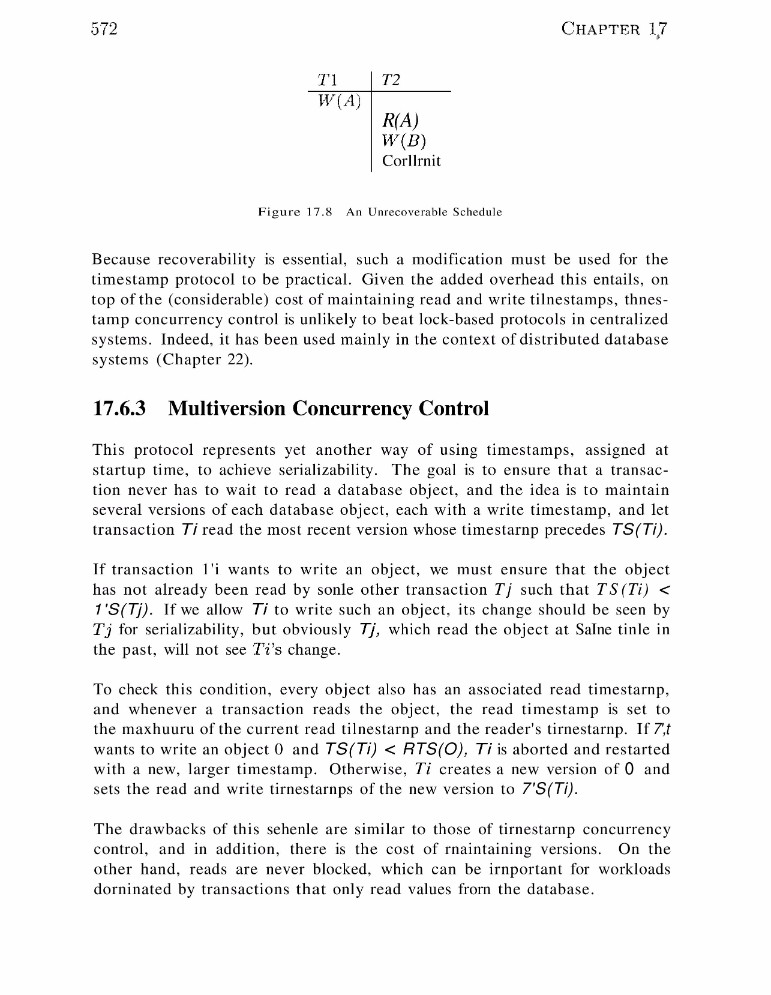 572 CHAPTER 17
T1 T2
W(A)
R(A)
W(B)
Corllrnit
Figure 17.8 An Unrecoverable Schedule
Because recoverability is essential, such a modification must be used for the
timestamp protocol to be practical. Given the added overhead this entails, on
top of the (considerable) cost of maintaining read and write tilnestamps, thnes-
tamp concurrency control is unlikely to beat lock-based protocols in centralized
systems. Indeed, it has been used mainly in the context of distributed database
systems (Chapter 22).
17.6.3 Multiversion Concurrency Control
This protocol represents yet another way of using timestamps, assigned at
startup time, to achieve serializability. The goal is to ensure that a transac-
tion never has to wait to read a database object, and the idea is to maintain
several versions of each database object, each with a write timestamp, and let
transaction Ti read the most recent version whose timestarnp precedes TS(Ti).
If transaction 1'i wants to write an object, we must ensure that the object
has not already been read by sonle other transaction Tj such that TS(Ti) <
1'S(Tj). If we allow Ti to write such an object, its change should be seen by
Tj for serializability, but obviously Tj, which read the object at SaIne tinle in
the past, will not see Ti's change.
To check this condition, every object also has an associated read timestarnp,
and whenever a transaction reads the object, the read timestamp is set to
the maxhuuru of the current read tilnestarnp and the reader's tirnestarnp. If 7',t
wants to write an object 0 and TS(Ti) < RTS(O), Ti is aborted and restarted
with a new, larger timestamp. Otherwise, Ti creates a new version of 0 and
sets the read and write tirnestarnps of the new version to 7'S(Ti).
The drawbacks of this sehenle are similar to those of tirnestarnp concurrency
control, and in addition, there is the cost of rnaintaining versions. On the
other hand, reads are never blocked, which can be irnportant for workloads
dorninated by transactions that only read values from the database.